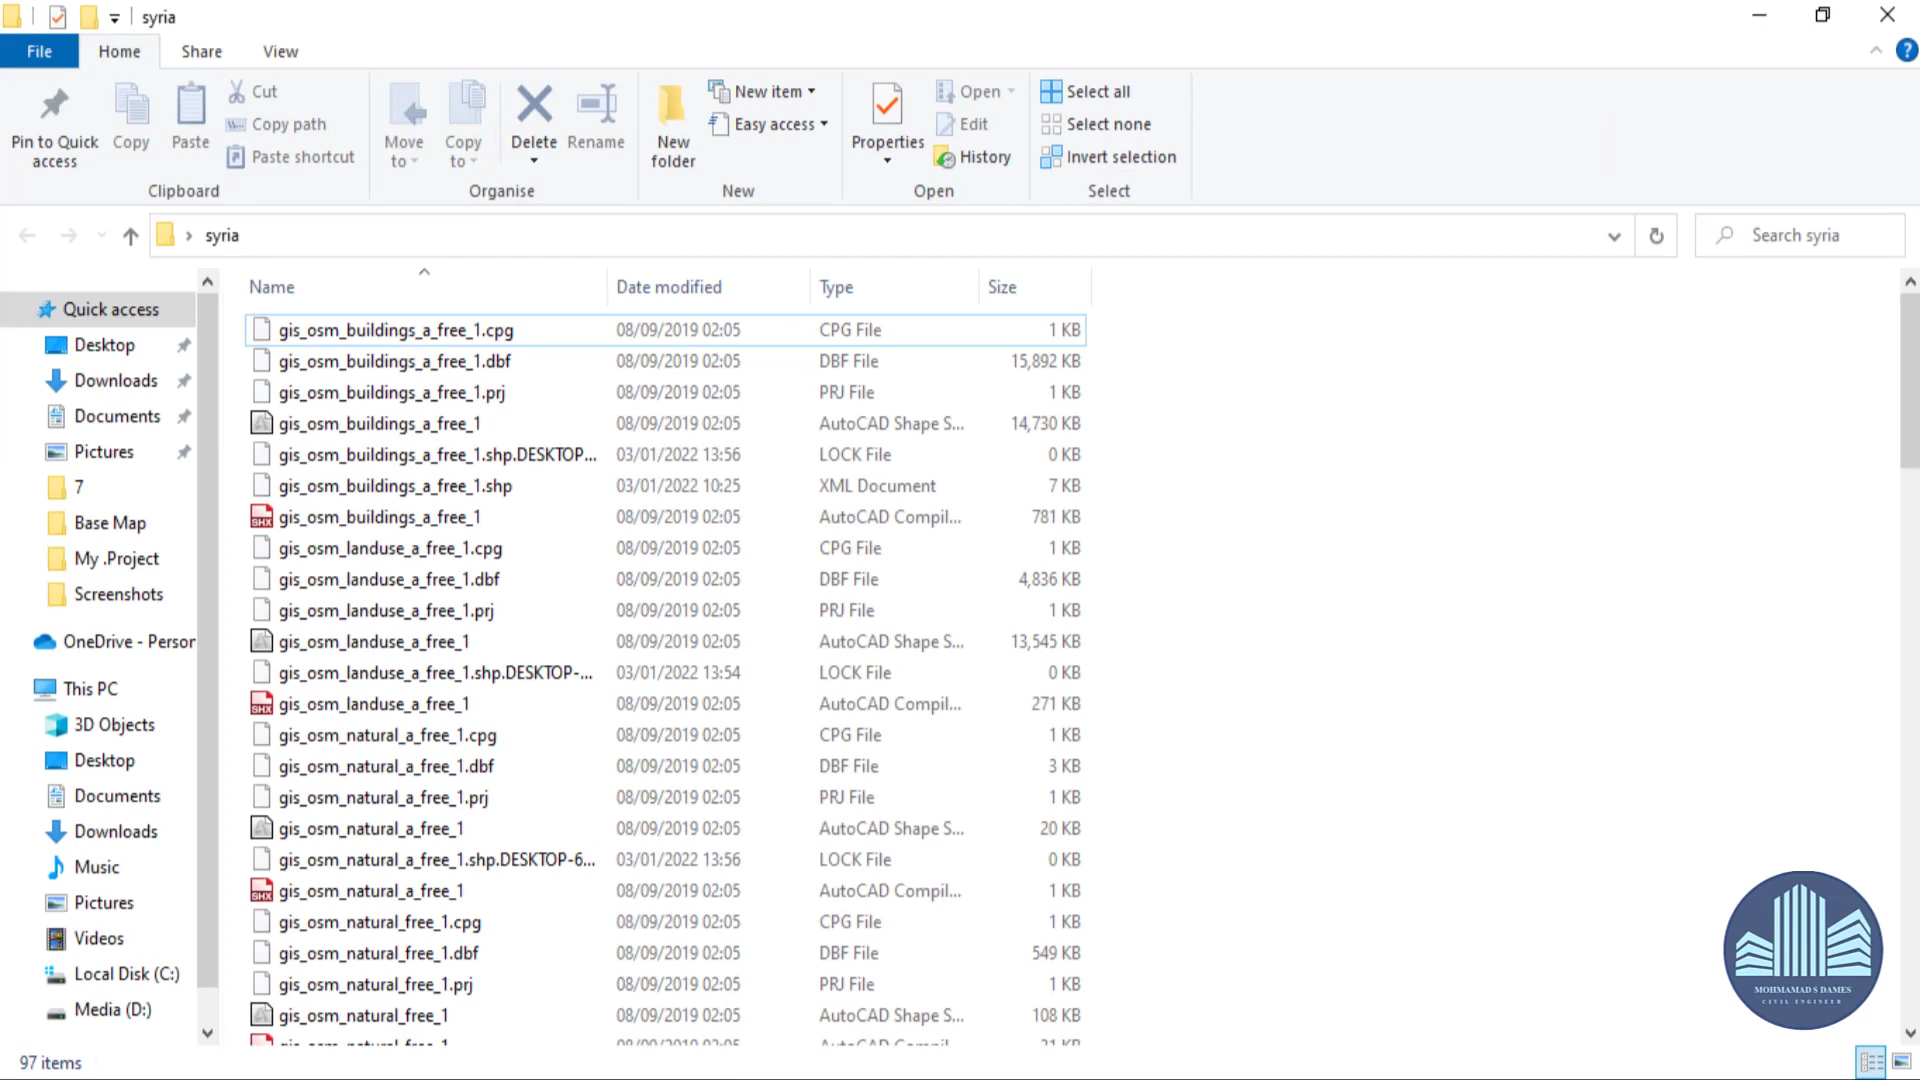 syria
File Home Share View
Pin to Quick access
Copy
Paste
Cut
Copy path
Paste shortcut
Clipboard
Move to
Copy to
Delete
Rename
Organise
New folder
New item
Easy access
New
Properties
Open
Edit
History
Open
Select all
Select none
Invert selection
Select
syria
Search syria
Quick access
Desktop
Downloads
Documents
Pictures
7
Base Map
My .Project
Screenshots
OneDrive - Person
This PC
3D Objects
Desktop
Documents
Downloads
Music
Pictures
Videos
Local Disk (C:)
Media (D:)
Name Date modified Type Size
gis_osm_buildings_a_free_1.cpg 08/09/2019 02:05 CPG File 1 KB
gis_osm_buildings_a_free_1.dbf 08/09/2019 02:05 DBF File 15,892 KB
gis_osm_buildings_a_free_1.prj 08/09/2019 02:05 PRJ File 1 KB
gis_osm_buildings_a_free_1 08/09/2019 02:05 AutoCAD Shape S... 14,730 KB
gis_osm_buildings_a_free_1.shp.DESKTOP... 03/01/2022 13:56 LOCK File 0 KB
gis_osm_buildings_a_free_1.shp 03/01/2022 10:25 XML Document 7 KB
SHX gis_osm_buildings_a_free_1 08/09/2019 02:05 AutoCAD Compil... 781 KB
gis_osm_landuse_a_free_1.cpg 08/09/2019 02:05 CPG File 1 KB
gis_osm_landuse_a_free_1.dbf 08/09/2019 02:05 DBF File 4,836 KB
gis_osm_landuse_a_free_1.prj 08/09/2019 02:05 PRJ File 1 KB
gis_osm_landuse_a_free_1 08/09/2019 02:05 AutoCAD Shape S... 13,545 KB
gis_osm_landuse_a_free_1.shp.DESKTOP-... 03/01/2022 13:54 LOCK File 0 KB
SHX gis_osm_landuse_a_free_1 08/09/2019 02:05 AutoCAD Compil... 271 KB
gis_osm_natural_a_free_1.cpg 08/09/2019 02:05 CPG File 1 KB
gis_osm_natural_a_free_1.dbf 08/09/2019 02:05 DBF File 3 KB
gis_osm_natural_a_free_1.prj 08/09/2019 02:05 PRJ File 1 KB
gis_osm_natural_a_free_1 08/09/2019 02:05 AutoCAD Shape S... 20 KB
gis_osm_natural_a_free_1.shp.DESKTOP-6... 03/01/2022 13:56 LOCK File 0 KB
SHX gis_osm_natural_a_free_1 08/09/2019 02:05 AutoCAD Compil... 1 KB
gis_osm_natural_free_1.cpg 08/09/2019 02:05 CPG File 1 KB
gis_osm_natural_free_1.dbf 08/09/2019 02:05 DBF File 549 KB
gis_osm_natural_free_1.prj 08/09/2019 02:05 PRJ File 1 KB
gis_osm_natural_free_1 08/09/2019 02:05 AutoCAD Shape S... 108 KB
MOHMAMAD S DAMES
CIVIL ENGINEER
97 items